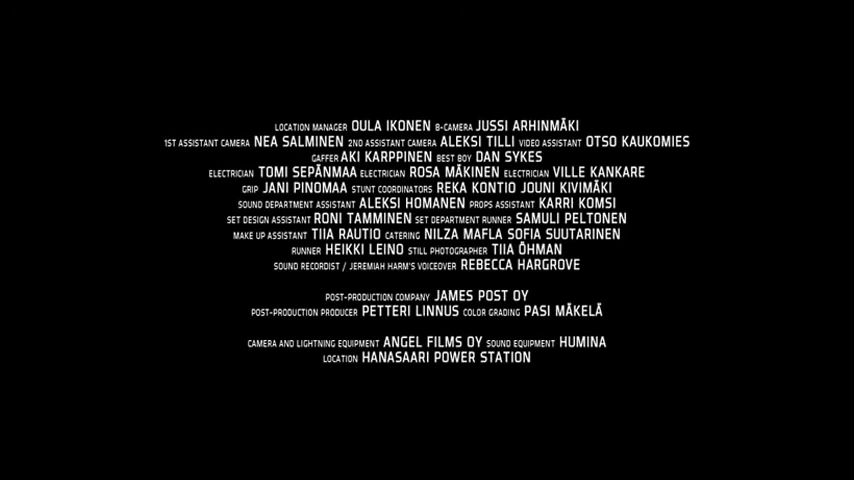 LOCATION MANAGER OULA IKONEN B-CAMERA JUSSI ARHINMÄKI
1ST ASSISTANT CAMERA NEA SALMINEN 2ND ASSISTANT CAMERA ALEKSI TILLI VIDEO ASSISTANT OTSO KAUKOMIES
GAFFER AKI KARPPINEN BEST BOY DAN SYKES
ELECTRICIAN TOMI SEPÄNMAA ELECTRICIAN ROSA MÄKINEN ELECTRICIAN VILLE KANKARE
GRIP JANI PINOMAA STUNT COORDINATORS REKA KONTIO JOUNI KIVIMÄKI
SOUND DEPARTMENT ASSISTANT ALEKSI HOMANEN PROPS ASSISTANT KARRI KOMSI
SET DESIGN ASSISTANT RONI TAMMINEN SET DEPARTMENT RUNNER SAMULI PELTONEN
MAKE UP ASSISTANT TIIA RAUTIO CATERING NILZA MAFLA SOFIA SUUTARINEN
RUNNER HEIKKI LEINO STILL PHOTOGRAPHER TIIA ÖHMAN
SOUND RECORDIST / JEREMIAH HARM'S VOICEOVER REBECCA HARGROVE
POST-PRODUCTION COMPANY JAMES POST OY
POST-PRODUCTION PRODUCER PETTERI LINNUS COLOR GRADING PASI MÄKELÄ
CAMERA AND LIGHTNING EQUIPMENT ANGEL FILMS OY SOUND EQUIPMENT HUMINA
LOCATION HANASAARI POWER STATION